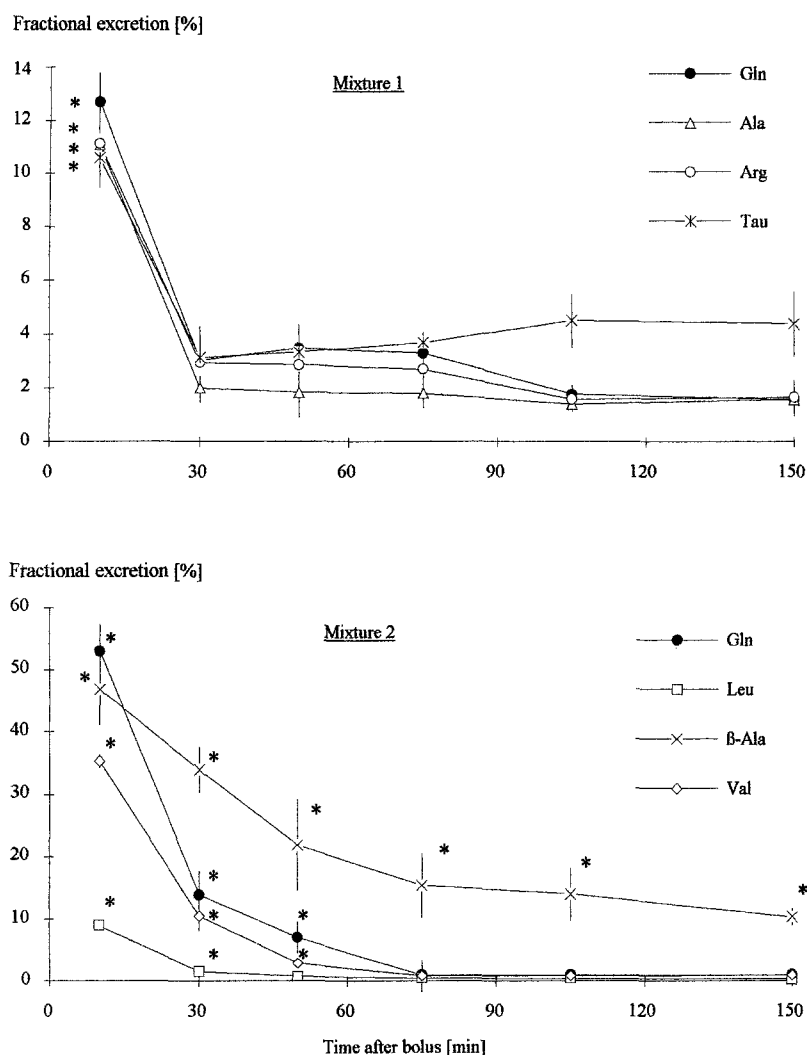 Fractional excretion [%]
Mixture 1
14
12
10
8
6
4
2
0
Gln
Ala
Arg
Tau
*
*
*
*
0 30 60 90 120 150
Fractional excretion [%]
Mixture 2
60
50
40
30
20
10
0
Gln
Leu
ß-Ala
Val
*
*
*
*
*
*
*
*
*
*
*
*
*
*
0 30 60 90 120 150
Time after bolus [min]